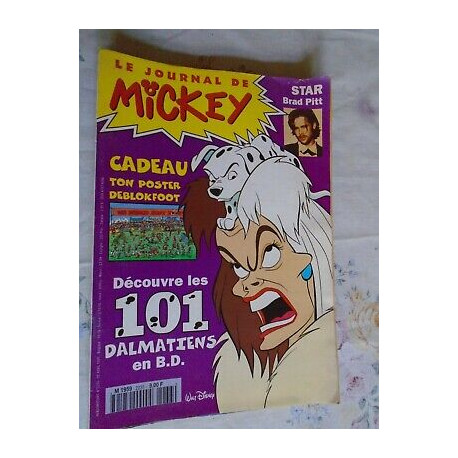 LE JOURNAL DE
MiCKEY
STAR
Brad Pitt
CADEAU
TON POSTER
DEBLOKFOOT
Découvre les
101
DALMATIENS
en B.D.
Walt Disney